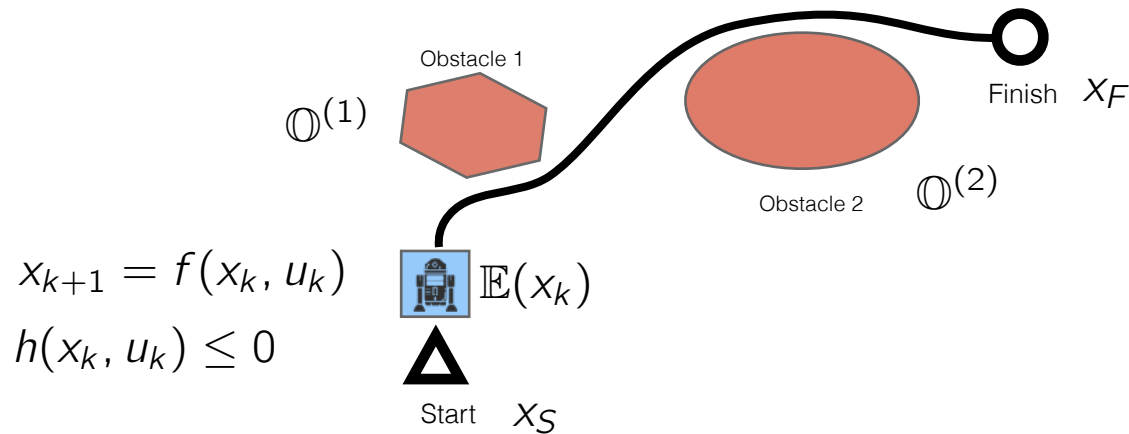 Obstacle 1
𝕆⁽¹⁾
Finish x_F
𝕆⁽²⁾
Obstacle 2
x_{k+1} = f(x_k, u_k)
𝔼(x_k)
h(x_k, u_k) ≤ 0
Start x_S